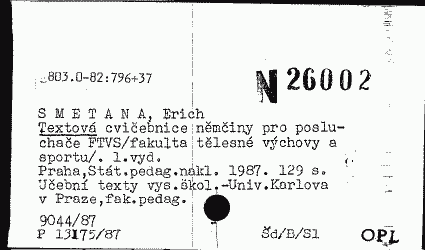 803.0-82:796+37
N 26002
S M E T A N A, Erich
Textová cvičebnice němčiny pro poslu-
chače FTVS/fakulta tělesné výchovy a
sportu/. 1.vyd.
Praha,Stát.pedag.nakl. 1987. 129 s.
Učební texty vys.škol.-Univ.Karlova
v Praze,fak.pedag.
9044/87
P 13175/87 Šd/B/S1 OPL